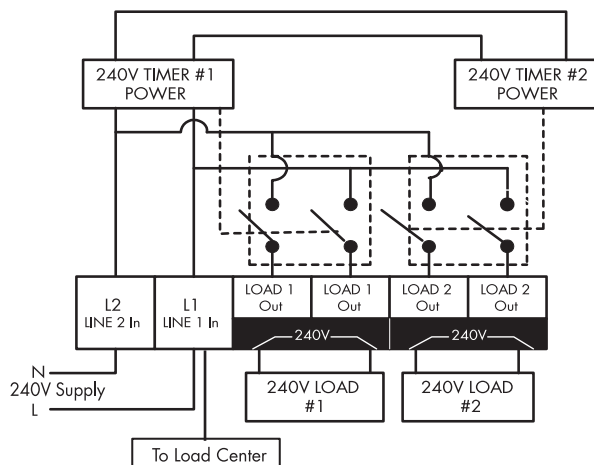 240V TIMER #1
POWER
240V TIMER #2
POWER
L2
LINE 2 In
L1
LINE 1 In
LOAD 1
Out
LOAD 1
Out
LOAD 2
Out
LOAD 2
Out
240V
240V
N
240V Supply
L
240V LOAD
#1
240V LOAD
#2
To Load Center